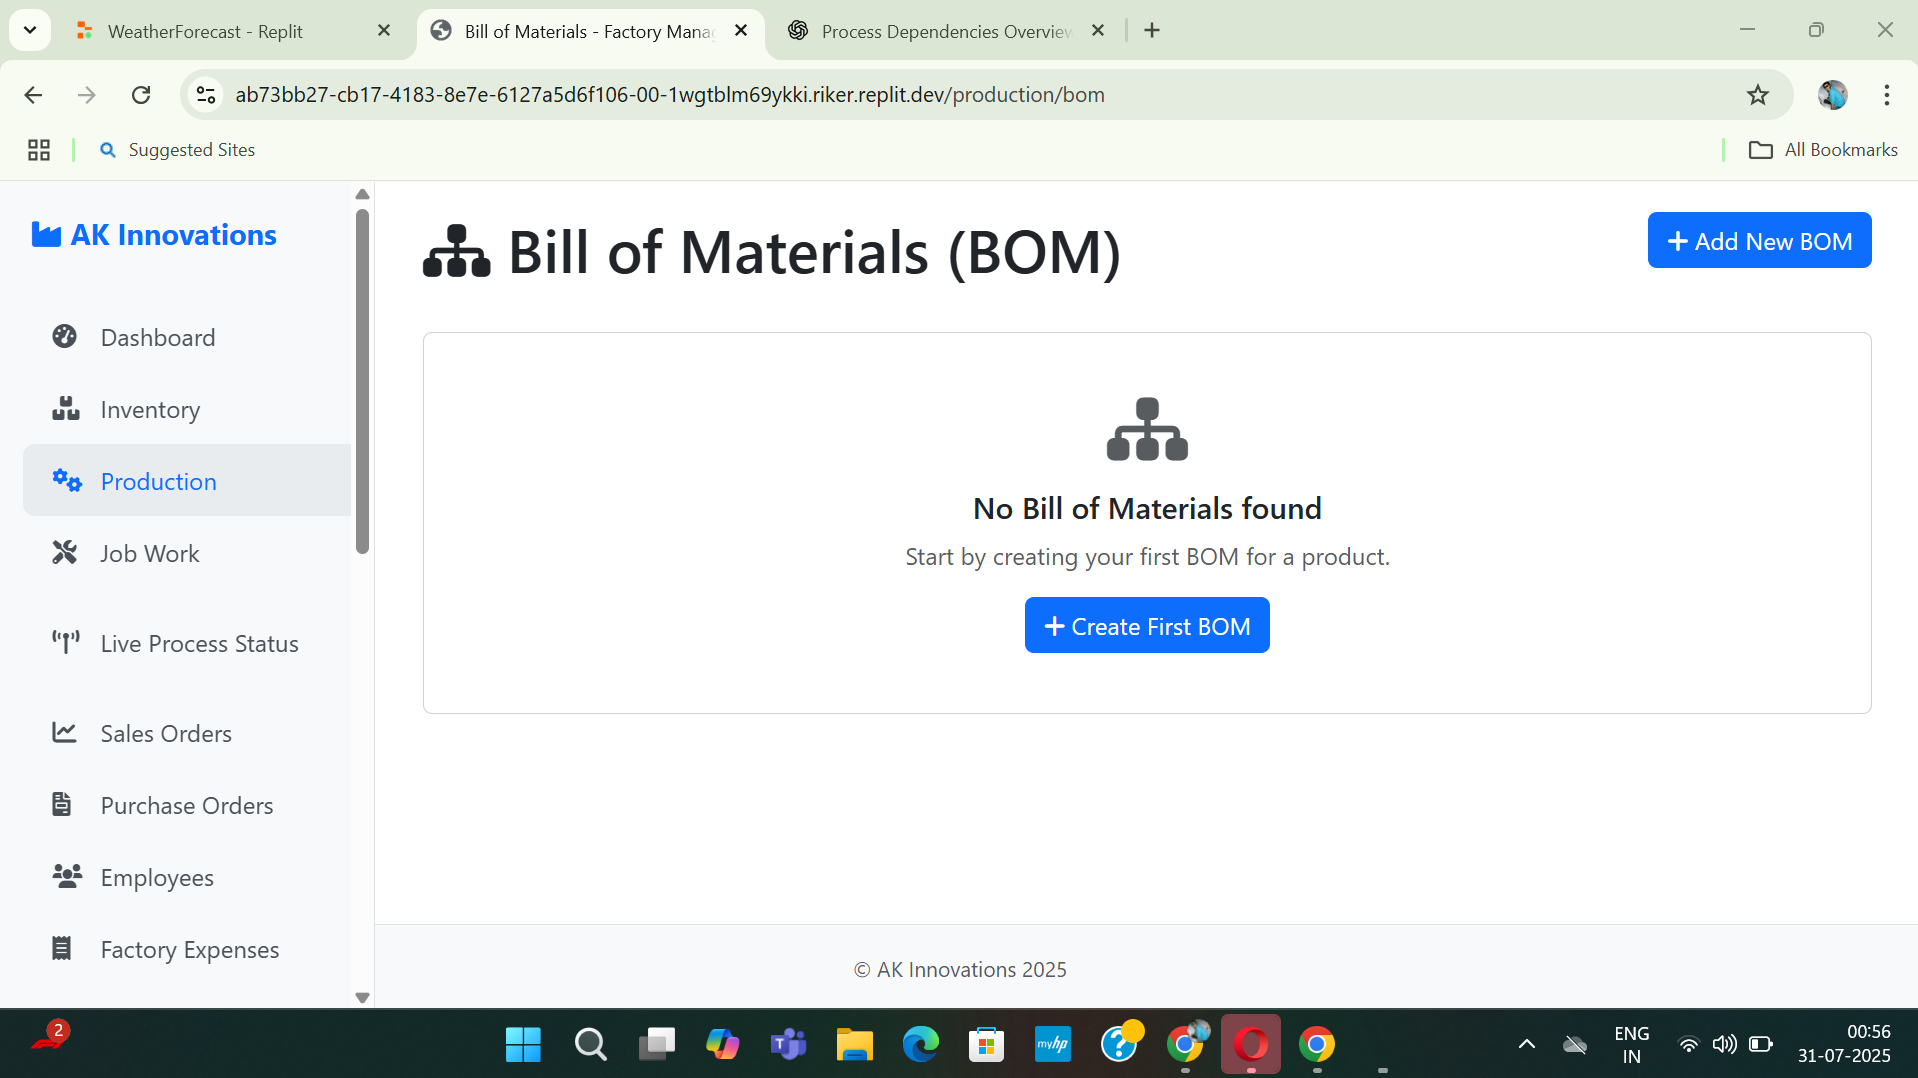 WeatherForecast - Replit
Bill of Materials - Factory Mana
Process Dependencies Overview
ab73bb27-cb17-4183-8e7e-6127a5d6f106-00-1wgtblm69ykki.riker.replit.dev/production/bom
Suggested Sites
All Bookmarks
AK Innovations
Dashboard
Inventory
Production
Job Work
Live Process Status
Sales Orders
Purchase Orders
Employees
Factory Expenses
Bill of Materials (BOM)
+ Add New BOM
No Bill of Materials found
Start by creating your first BOM for a product.
+ Create First BOM
© AK Innovations 2025
2
T
myhp
?
ENG
IN
00:56
31-07-2025